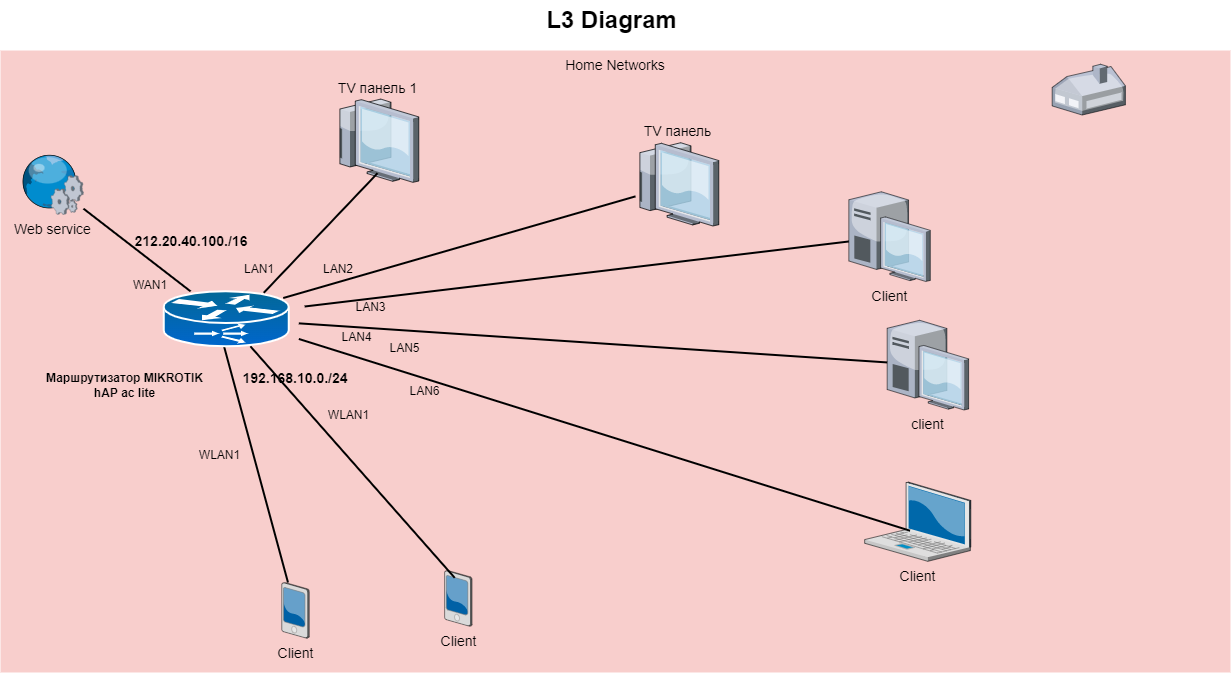 L3 Diagram
Home Networks
TV панель 1
TV панель
Web service
212.20.40.100./16
LAN1
LAN2
WAN1
Client
LAN3
LAN4
LAN5
Маршрутизатор MIKROTIK
hAP ac lite
192.168.10.0./24
LAN6
WLAN1
client
WLAN1
Client
Client
Client